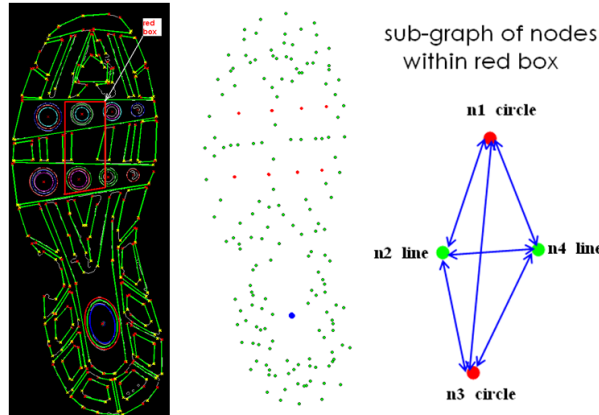 red
box
sub-graph of nodes
within red box
n1 circle
n2 line
n4 line
n3 circle